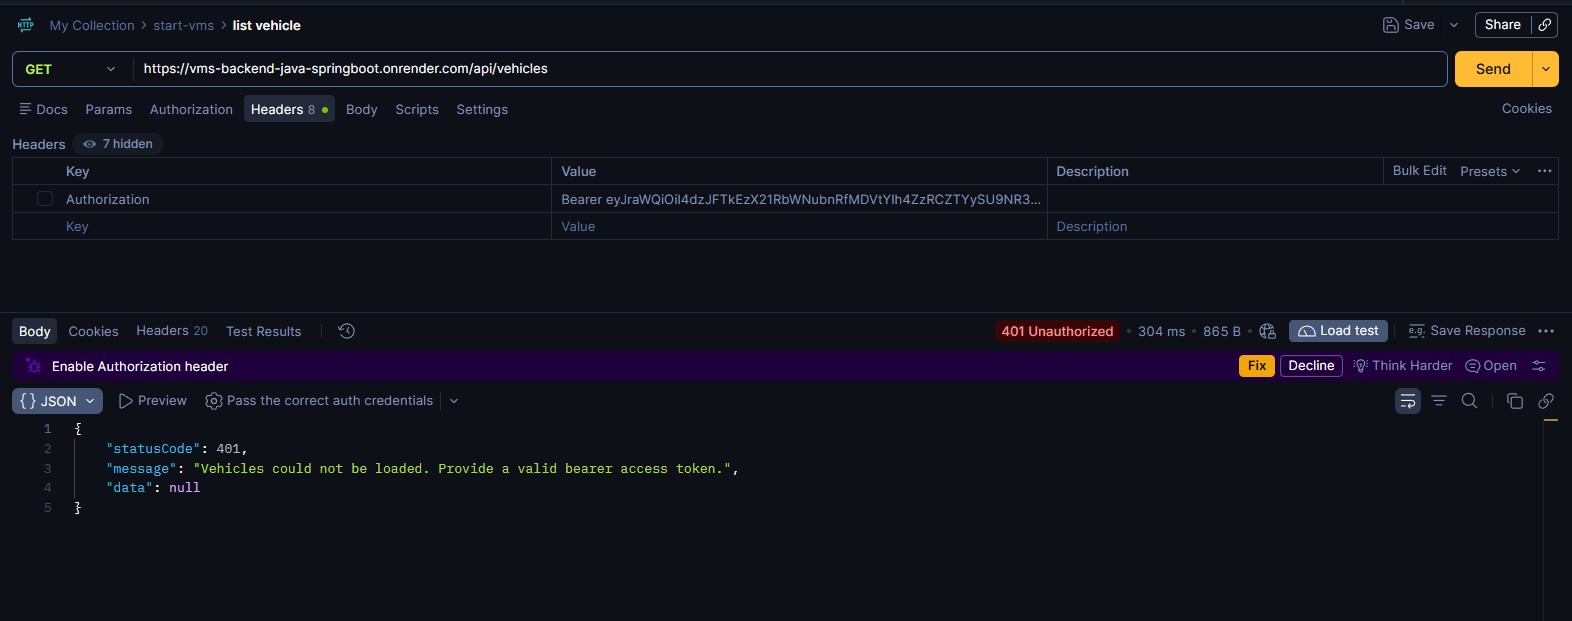 HTTP My Collection > start-vms > list vehicle Save Share
GET https://vms-backend-java-springboot.onrender.com/api/vehicles Send
Docs Params Authorization Headers 8 Body Scripts Settings Cookies
Headers 7 hidden
Key Value Description Bulk Edit Presets
Authorization Bearer eyJraWQiOiI4dzJFTkEzX21RbWNubnRfMDVtYlh4ZzRCZTYySU9NR3...
Key Value Description
Body Cookies Headers 20 Test Results 401 Unauthorized • 304 ms • 865 B • Load test e.g. Save Response
Enable Authorization header Fix Decline Think Harder Open
{} JSON Preview Pass the correct auth credentials
1 {
2 "statusCode": 401,
3 "message": "Vehicles could not be loaded. Provide a valid bearer access token.",
4 "data": null
5 }